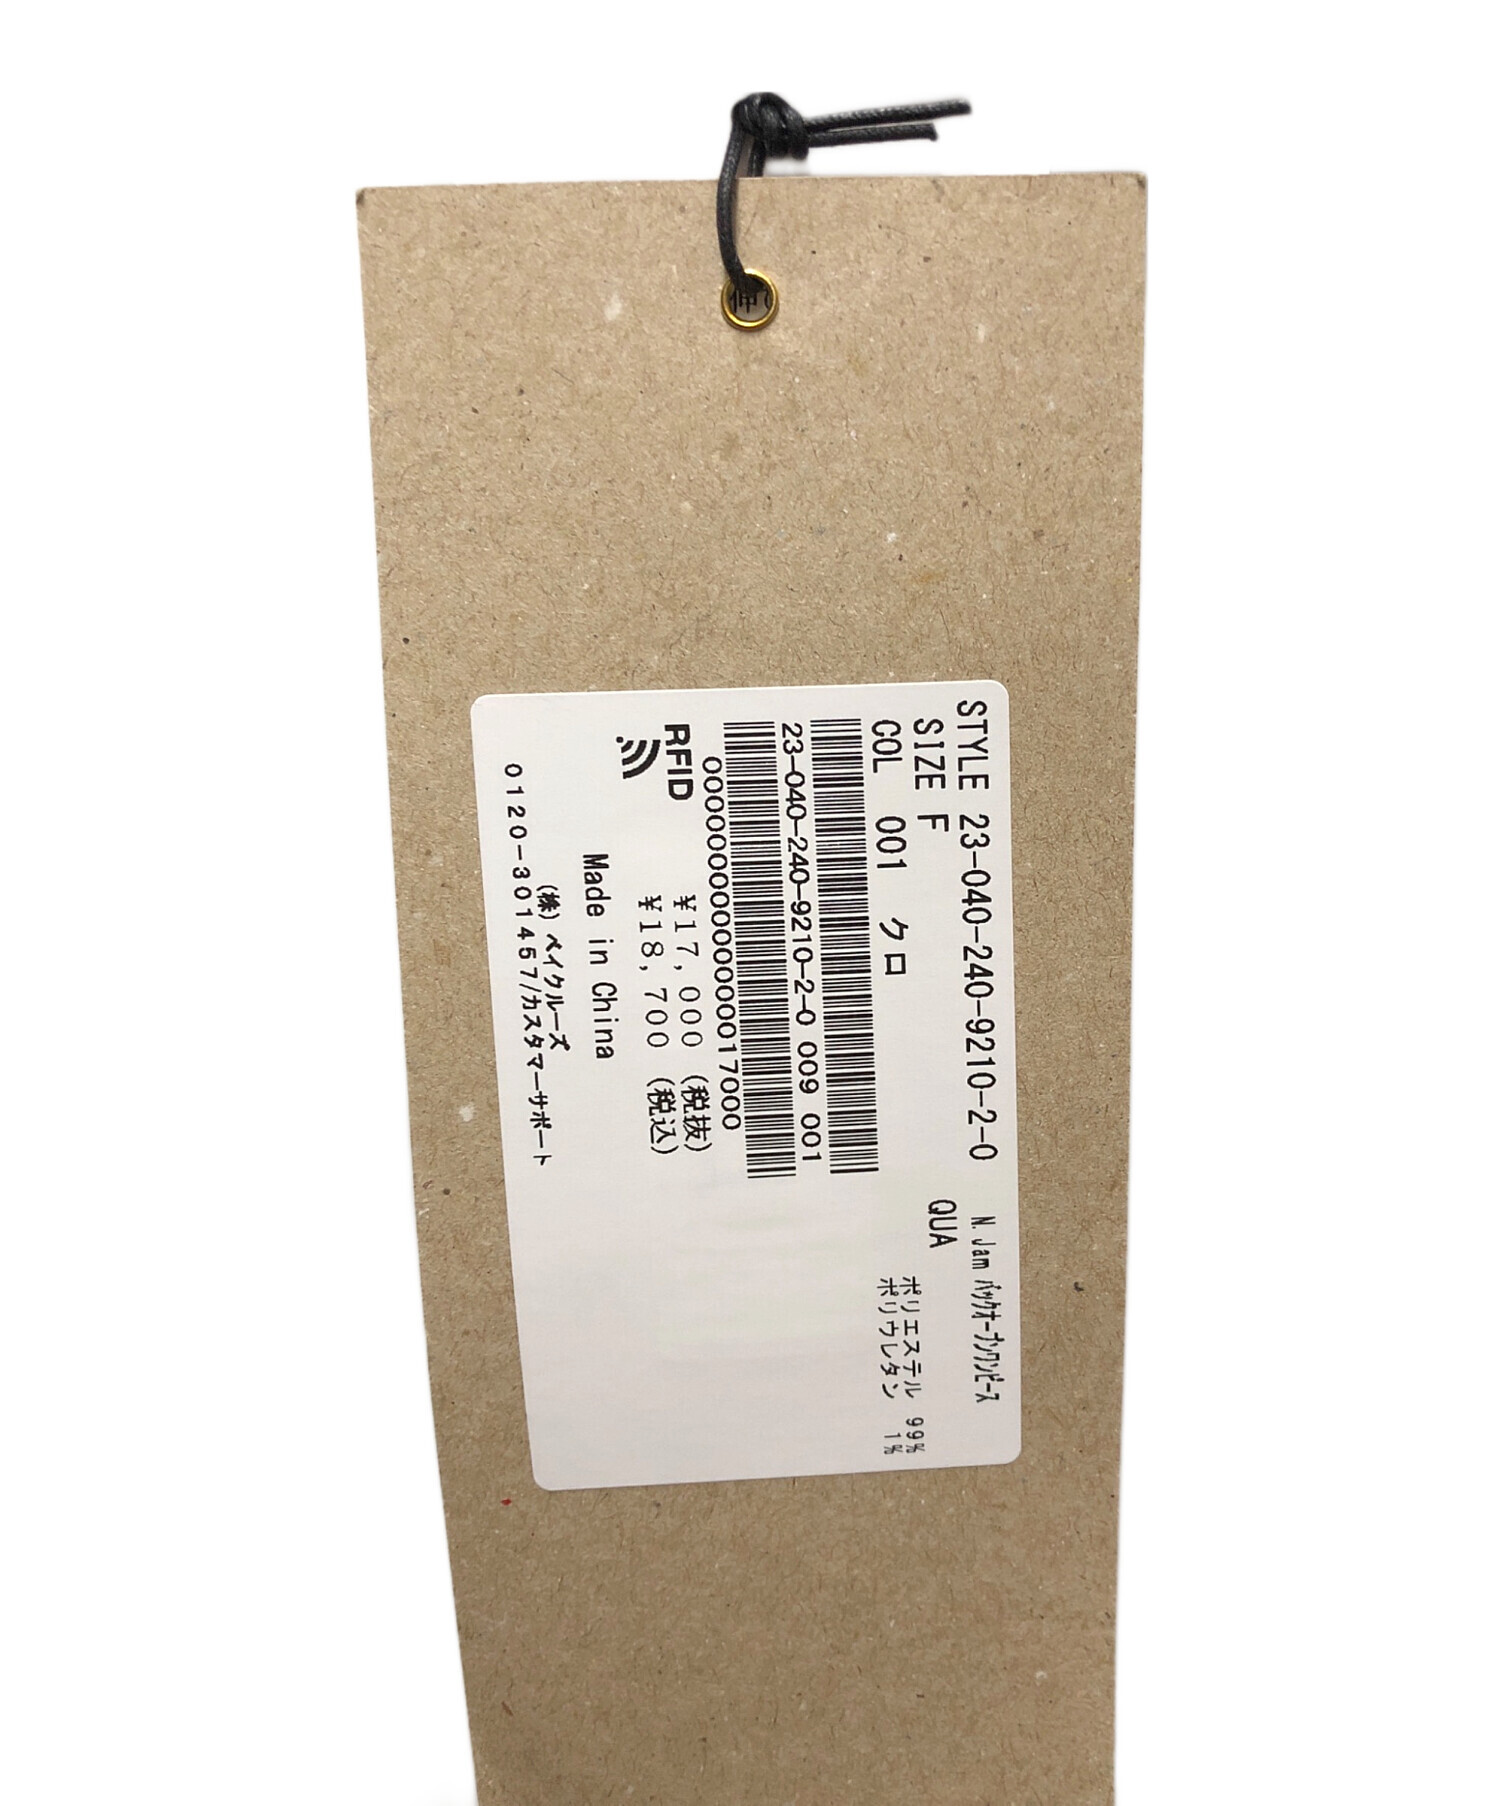 STYLE 23-040-240-9210-2-0 N.Jam バックオープンワンピース
SIZE F QUA
COL 001 クロ
ポリエステル 99%
ポリウレタン 1%
23-040-240-9210-2-0 009 001
0000000000000000017000
RFID
¥17,000 (税抜)
¥18,700 (税込)
Made in China
(株)ベイクルーズ
0120-301457/カスタマーサポート